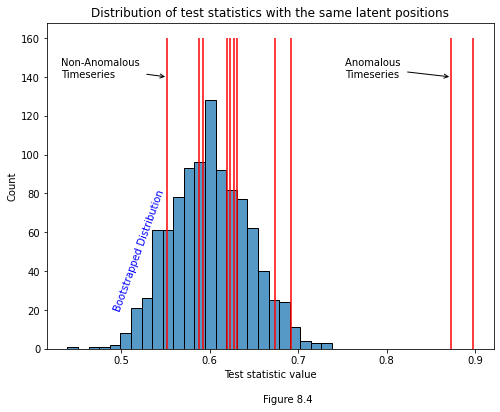 Distribution of test statistics with the same latent positions
160
140
120
100
80
60
40
20
0
Count
Non-Anomalous
Timeseries
Anomalous
Timeseries
Bootstrapped Distribution
0.5 0.6 0.7 0.8 0.9
Test statistic value
Figure 8.4